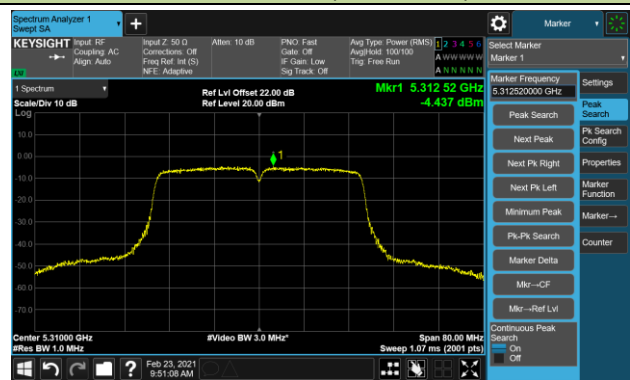 Spectrum Analyzer 1
Swept SA
+
Marker
KEYSIGHT
Input: RF
Coupling: AC
Align: Auto
Input Z: 50 Ω
Corrections: Off
Freq Ref: Int (S)
NFE: Adaptive
Atten: 10 dB
PNO: Fast
Gate: Off
IF Gain: Low
Sig Track: Off
Avg Type: Power (RMS)
Avg|Hold: 100/100
Trig: Free Run
1 2 3 4 5 6
A W W W W W
A N N N N N
Select Marker
Marker 1
1 Spectrum
Scale/Div 10 dB
Log
Ref Lvl Offset 22.00 dB
Ref Level 20.00 dBm
Mkr1 5.312 52 GHz
-4.437 dBm
10.0
0.00
-10.0
-20.0
-30.0
-40.0
-50.0
-60.0
-70.0
1
Center 5.31000 GHz
#Res BW 1.0 MHz
#Video BW 3.0 MHz*
Span 80.00 MHz
Sweep 1.07 ms (2001 pts)
Marker Frequency
5.312520000 GHz
Peak Search
Next Peak
Next Pk Right
Next Pk Left
Minimum Peak
Pk-Pk Search
Marker Delta
Mkr→CF
Mkr→Ref Lvl
Continuous Peak
Search
On
Off
Settings
Peak
Search
Pk Search
Config
Properties
Marker
Function
Marker→
Counter
?
Feb 23, 2021
9:51:08 AM